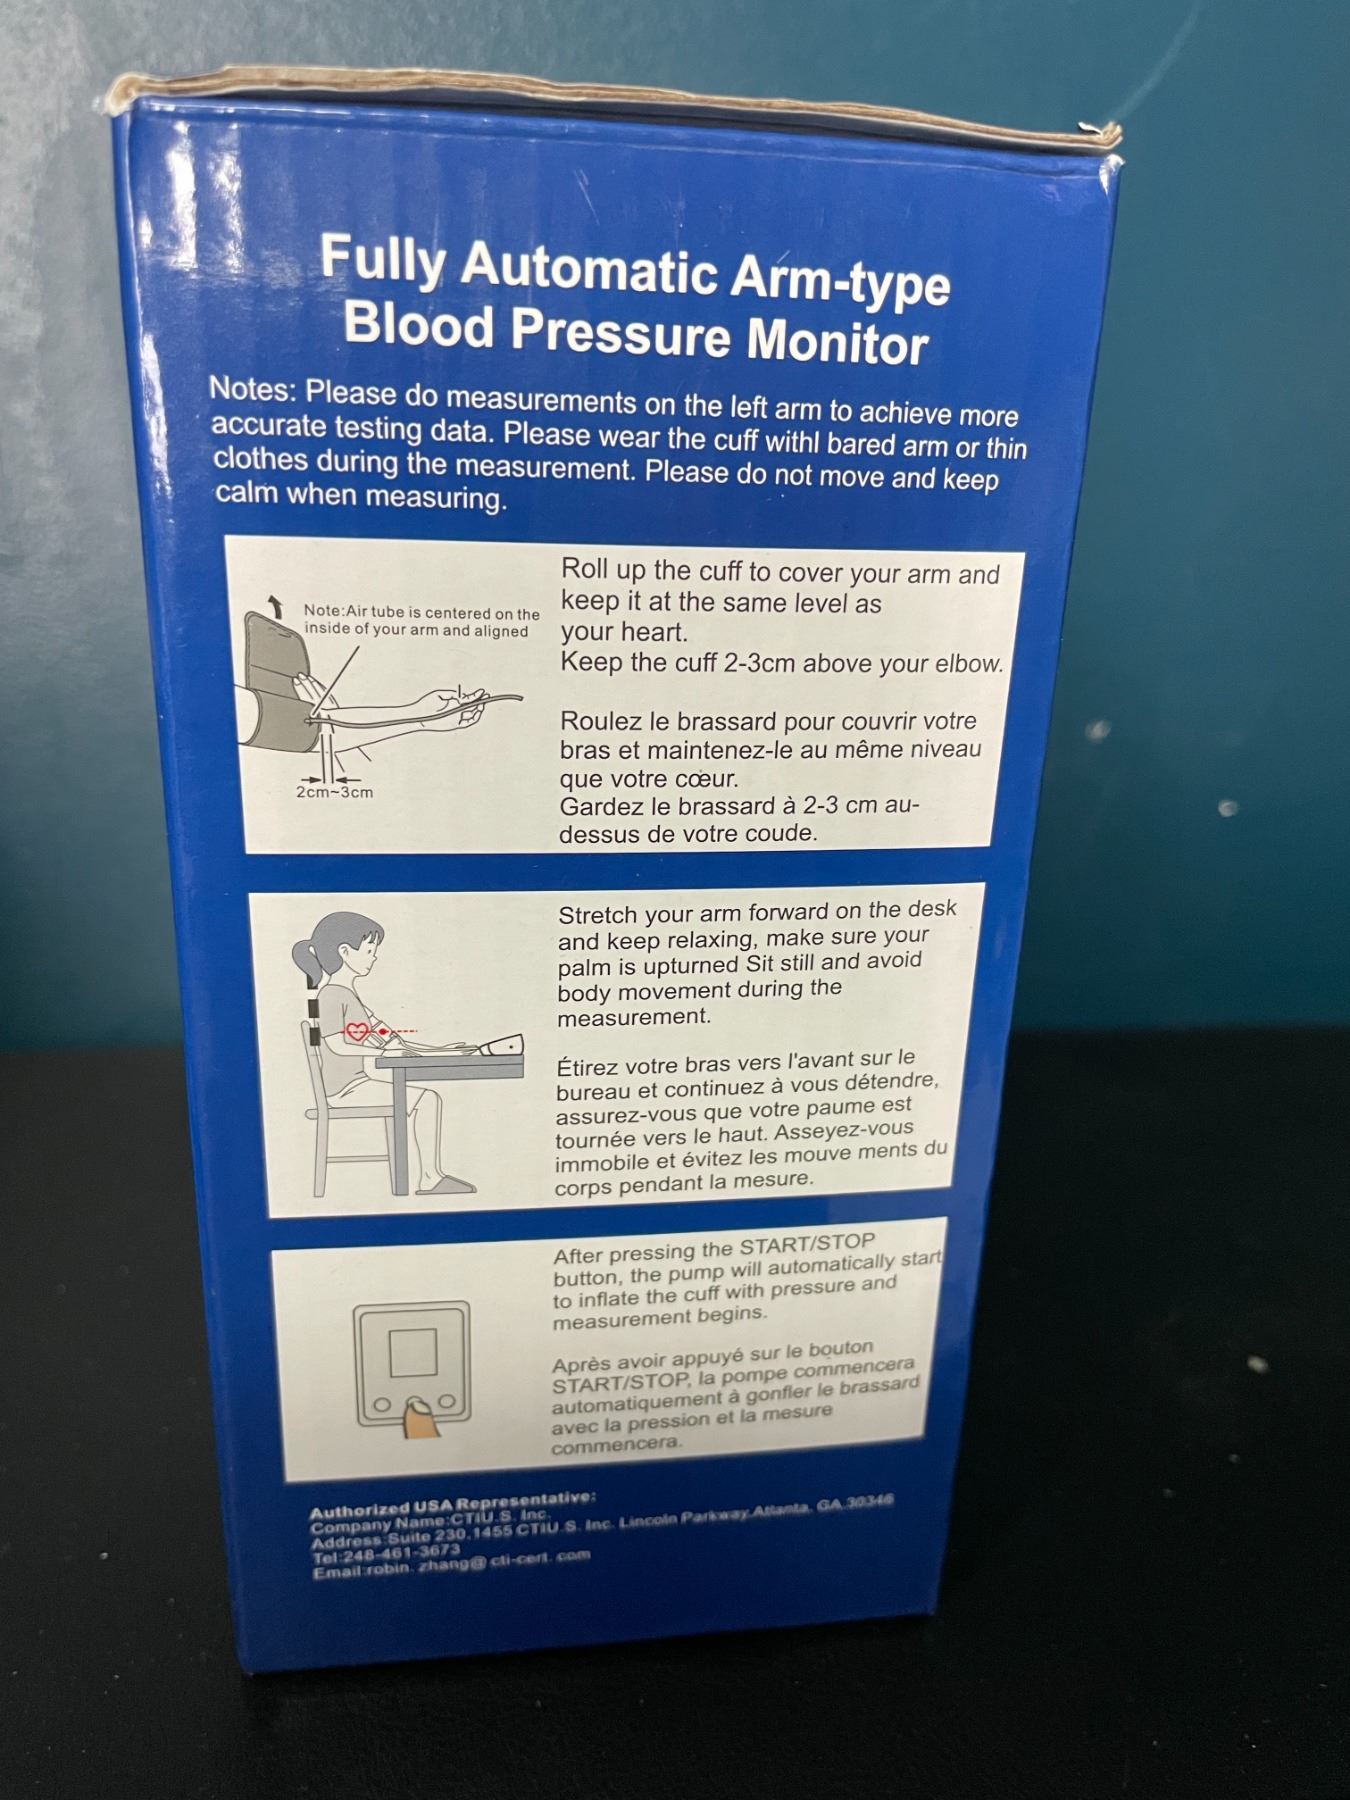 Fully Automatic Arm-type
Blood Pressure Monitor
Notes: Please do measurements on the left arm to achieve more
accurate testing data. Please wear the cuff withl bared arm or thin
clothes during the measurement. Please do not move and keep
calm when measuring.
Note:Air tube is centered on the
inside of your arm and aligned
2cm~3cm
Roll up the cuff to cover your arm and
keep it at the same level as
your heart.
Keep the cuff 2-3cm above your elbow.
Roulez le brassard pour couvrir votre
bras et maintenez-le au même niveau
que votre cœur.
Gardez le brassard à 2-3 cm au-
dessus de votre coude.
Stretch your arm forward on the desk
and keep relaxing, make sure your
palm is upturned Sit still and avoid
body movement during the
measurement.
Étirez votre bras vers l'avant sur le
bureau et continuez à vous détendre,
assurez-vous que votre paume est
tournée vers le haut. Asseyez-vous
immobile et évitez les mouve ments du
corps pendant la mesure.
After pressing the START/STOP
button, the pump will automatically start
to inflate the cuff with pressure and
measurement begins.
Après avoir appuyé sur le bouton
START/STOP, la pompe commencera
automatiquement à gonfler le brassard
avec la pression et la mesure
commencera.
Authorized USA Representative:
Company Name:CTIU.S. Inc.
Address:Suite 230.1455 CTIU.S. Inc. Lincoln Parkway Atlanta, GA 30346
Tel:248-461-3673
Email:robin. zhang@ cti-cert. com